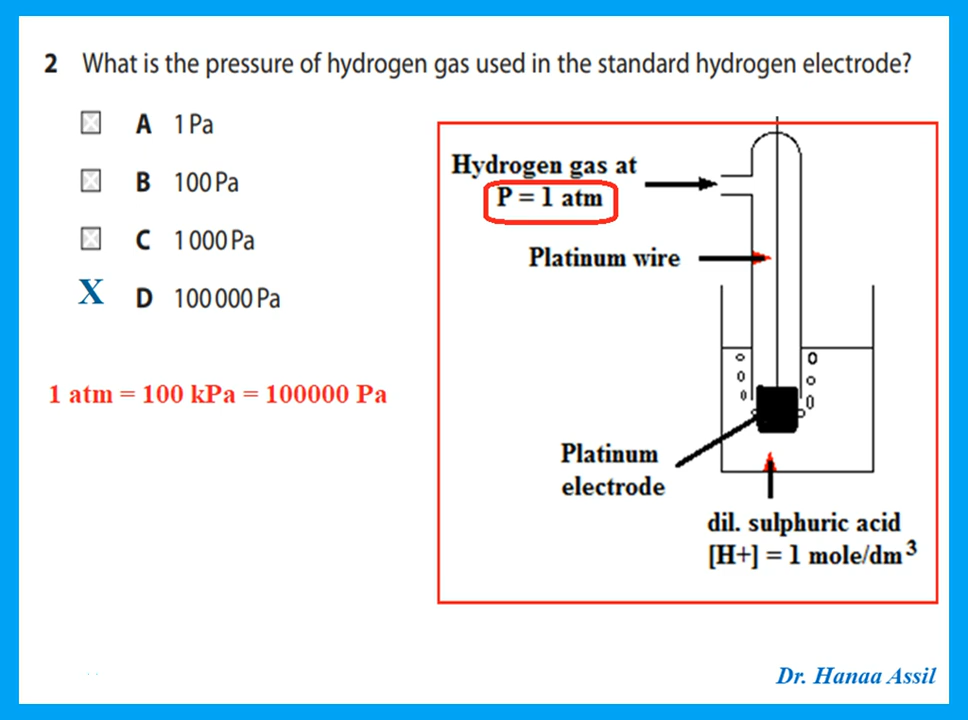 2 What is the pressure of hydrogen gas used in the standard hydrogen electrode?
A 1 Pa
B 100 Pa
C 1000 Pa
X D 100 000 Pa
1 atm = 100 kPa = 100000 Pa
Hydrogen gas at
P = 1 atm
Platinum wire
Platinum
electrode
dil. sulphuric acid
[H+] = 1 mole/dm³
Dr. Hanaa Assil